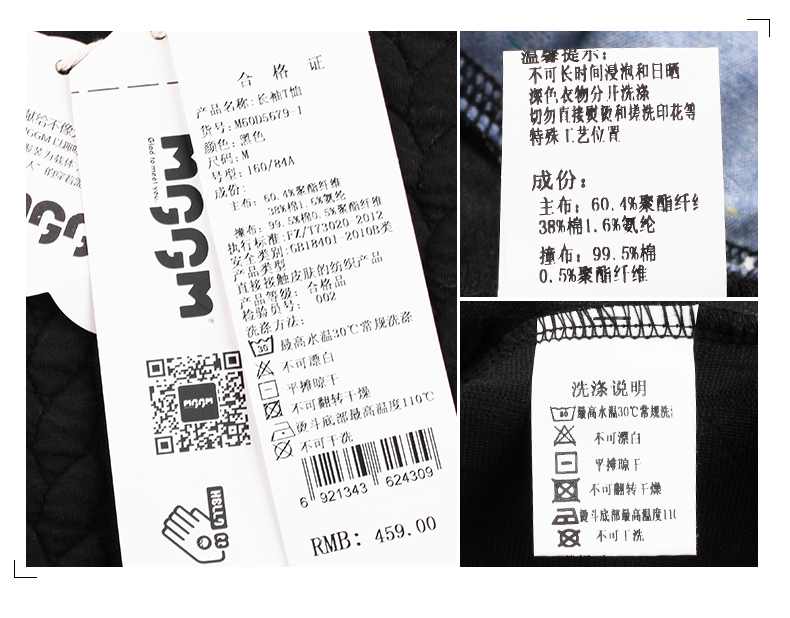 合格证
产品名称:长袖T恤
货号:M60D5679-1
颜色:黑色
尺码:M
号型:160/84A
成份:
主布:60.4%聚酯纤维
38%棉1.6%氨纶
撞布:99.5%棉0.5%聚酯纤维
执行标准:FZ/T73020-2012
安全类别:GB18401-2010B类
产品类型
直接接触皮肤的纺织产品
产品等级:合格品
检验员号:002
洗涤方法:
30 最高水温30℃常规洗涤
不可漂白
平摊晾干
不可翻转干燥
熨斗底部最高温度110℃
不可干洗
6 921343 624309
RMB: 459.00
Glad to meet you.
MGGM®
MGGM
温馨提示:
不可长时间浸泡和日晒
深色衣物分开洗涤
切勿直接熨烫和搓洗印花等
特殊工艺位置
成份:
主布:60.4%聚酯纤
38%棉1.6%氨纶
撞布:99.5%棉
0.5%聚酯纤维
洗涤说明
最高水温30℃常规洗
不可漂白
平摊晾干
不可翻转干燥
熨斗底部最高温度110
不可干洗